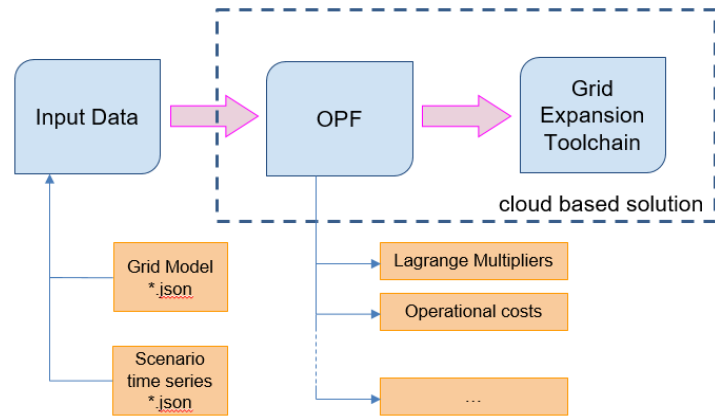 Input Data
OPF
Grid
Expansion
Toolchain
cloud based solution
Grid Model
*.json
Scenario
time series
*.json
Lagrange Multipliers
Operational costs
...